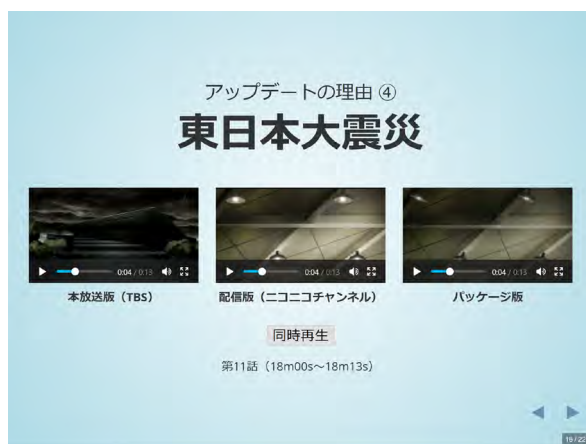 アップデートの理由 ④
東日本大震災
0:04 / 0:13
0:04 / 0:13
0:04 / 0:13
本放送版（TBS）
配信版（ニコニコチャンネル）
パッケージ版
同時再生
第11話（18m00s～18m13s）
19 / 22